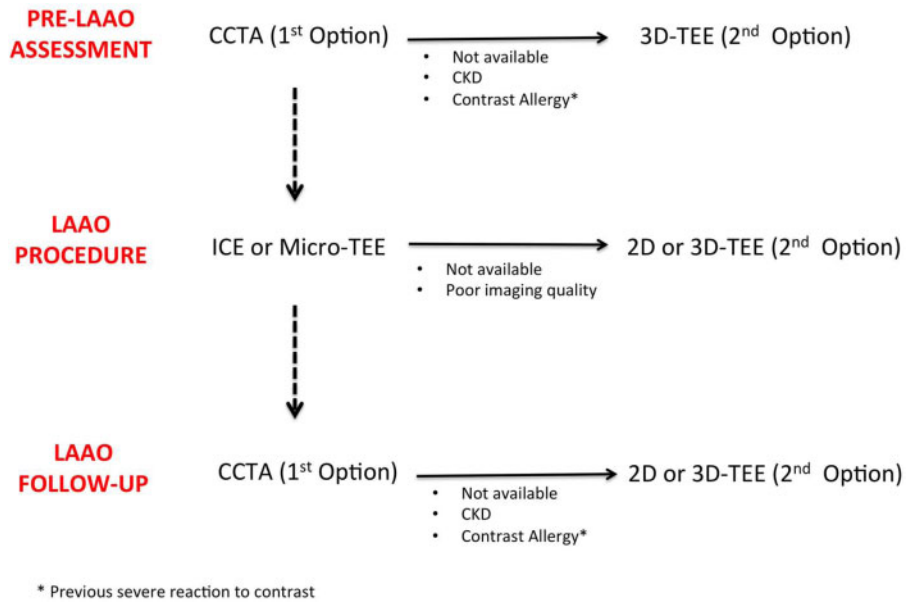 PRE-LAAO
ASSESSMENT
CCTA (1st Option)
3D-TEE (2nd Option)
• Not available
• CKD
• Contrast Allergy*
LAAO
PROCEDURE
ICE or Micro-TEE
2D or 3D-TEE (2nd Option)
• Not available
• Poor imaging quality
LAAO
FOLLOW-UP
CCTA (1st Option)
2D or 3D-TEE (2nd Option)
• Not available
• CKD
• Contrast Allergy*
* Previous severe reaction to contrast